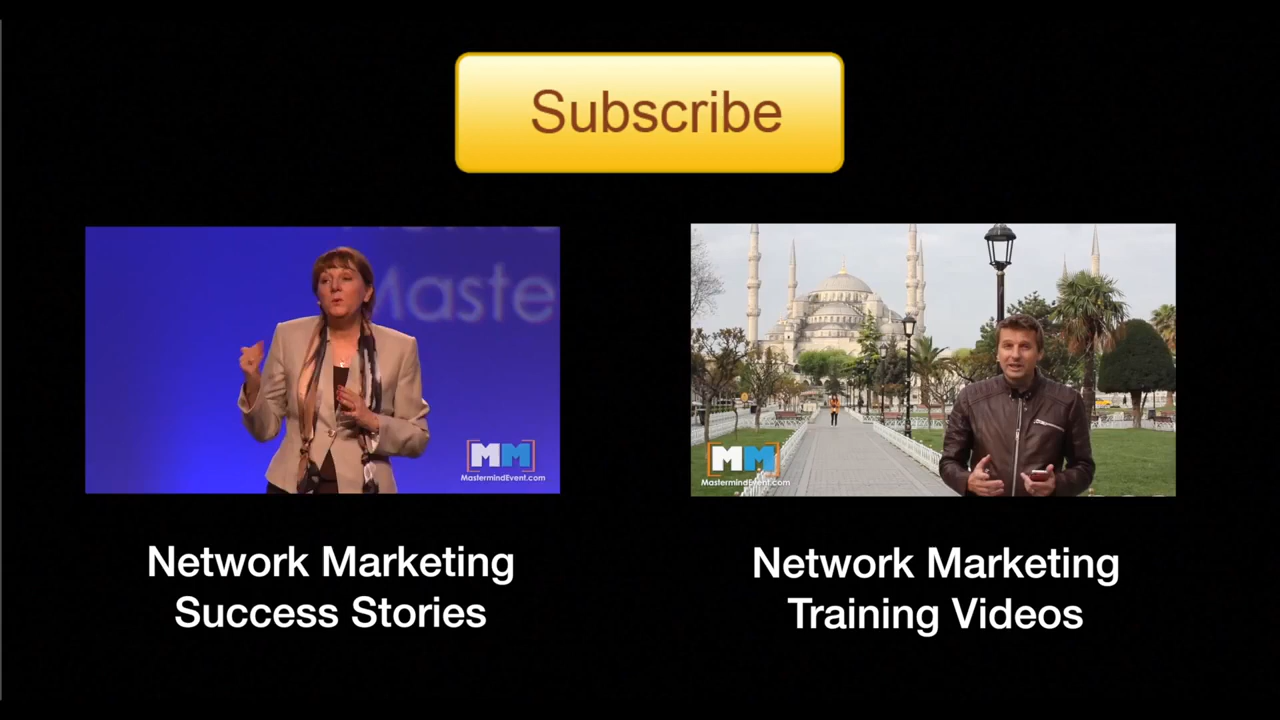 Subscribe
Maste
MM
MastermindEvent.com
MM
MastermindEvent.com
Network Marketing
Success Stories
Network Marketing
Training Videos